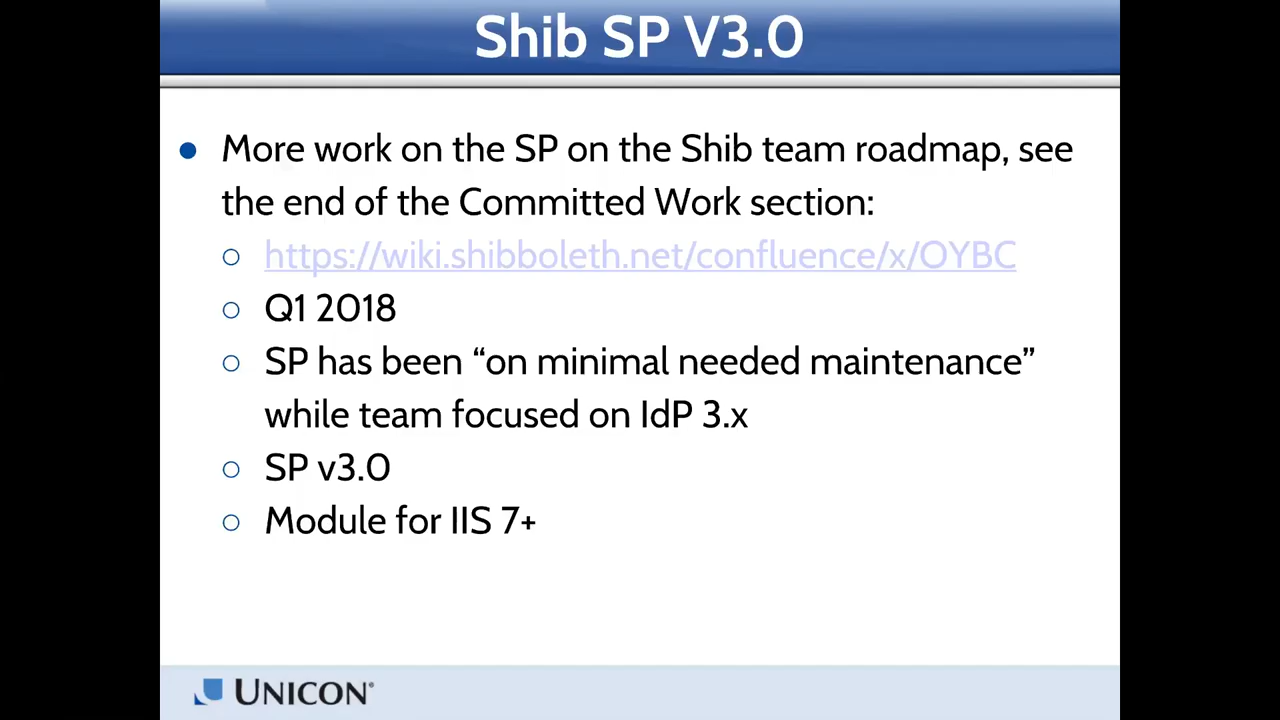 Shib SP V3.0
● More work on the SP on the Shib team roadmap, see
the end of the Committed Work section:
○ https://wiki.shibboleth.net/confluence/x/OYBC
○ Q1 2018
○ SP has been “on minimal needed maintenance”
while team focused on IdP 3.x
○ SP v3.0
○ Module for IIS 7+
UNICON®